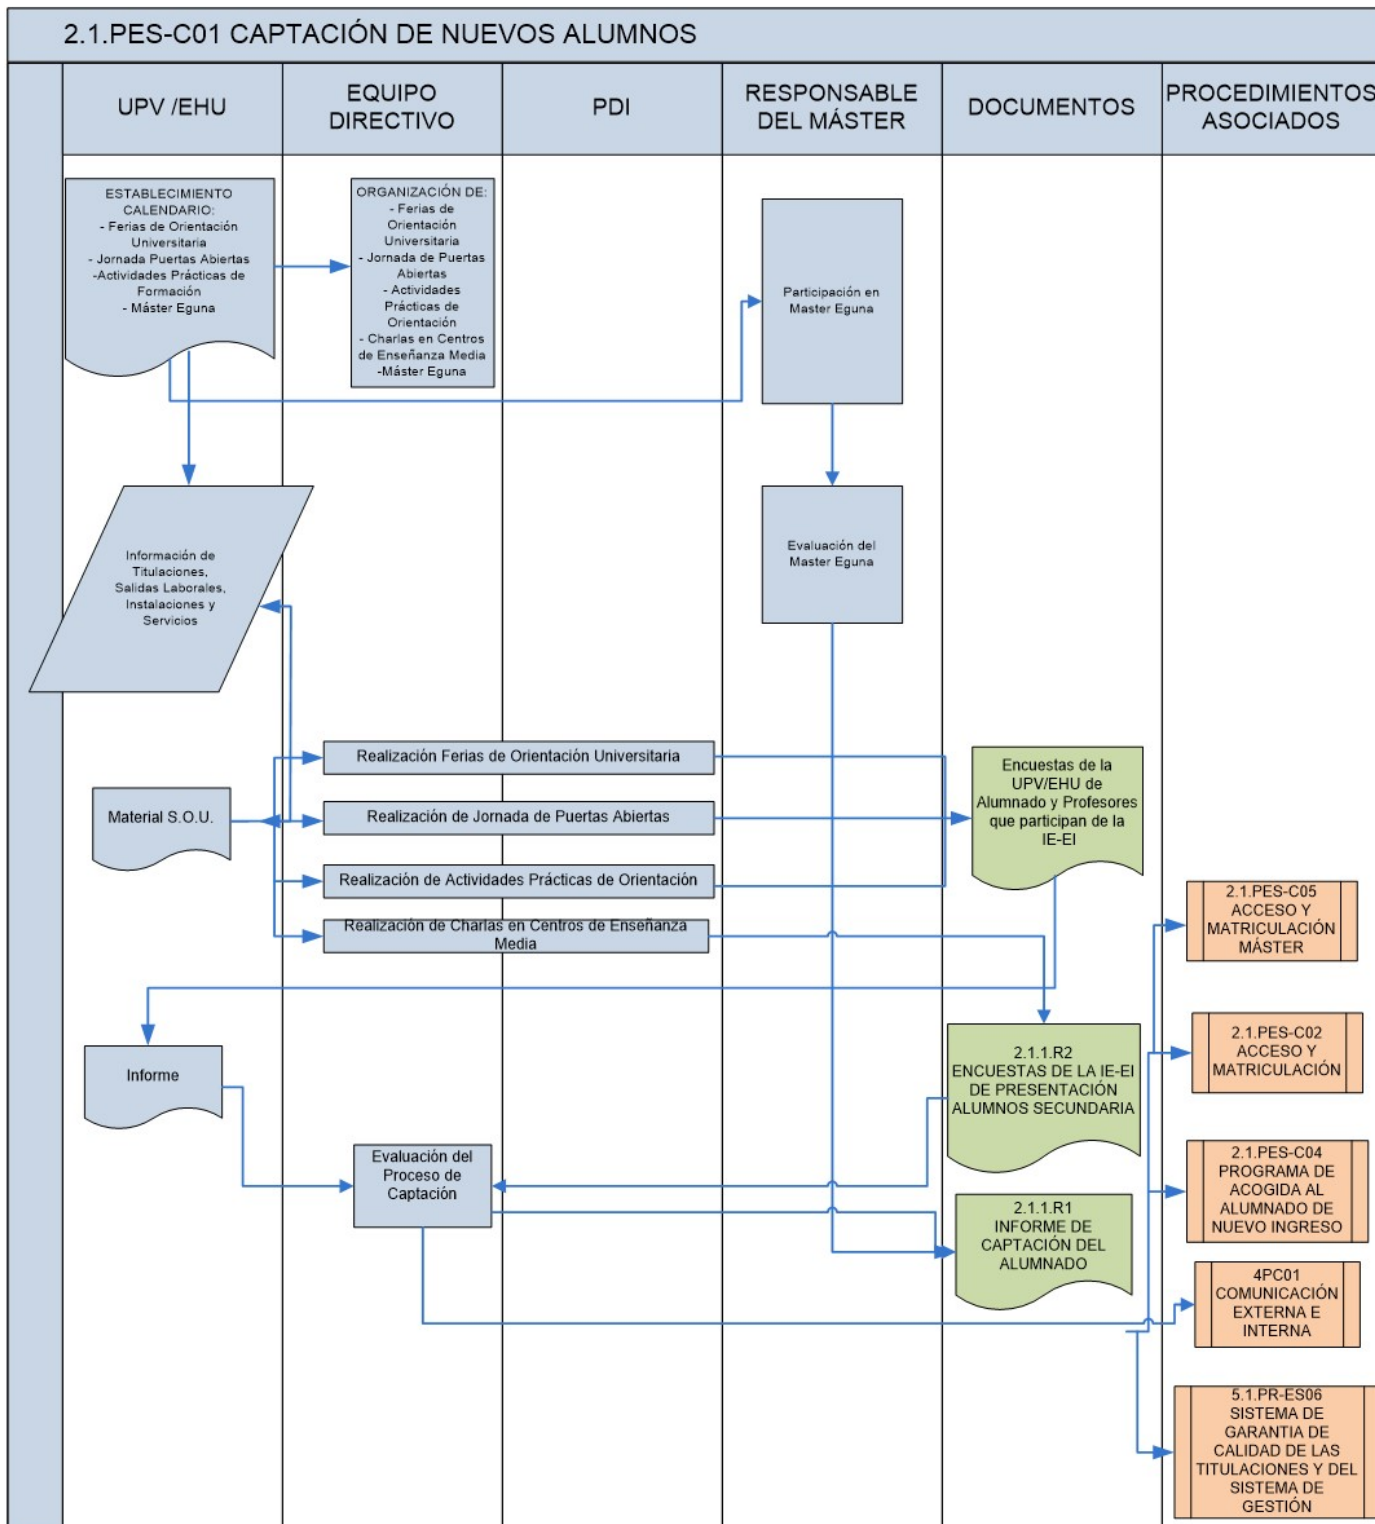 2.1.PES-C01 CAPTACIÓN DE NUEVOS ALUMNOS
UPV /EHU
EQUIPO
DIRECTIVO
PDI
RESPONSABLE
DEL MÁSTER
DOCUMENTOS
PROCEDIMIENTOS
ASOCIADOS
ESTABLECIMIENTO
CALENDARIO:
- Ferias de Orientación
Universitaria
- Jornada Puertas Abiertas
-Actividades Prácticas de
Formación
- Máster Eguna
ORGANIZACIÓN DE:
- Ferias de
Orientación
Universitaria
- Jornada de Puertas
Abiertas
- Actividades
Prácticas de
Orientación
- Charlas en Centros
de Enseñanza Media
-Máster Eguna
Participación en
Master Eguna
Información de
Titulaciones,
Salidas Laborales,
Instalaciones y
Servicios
Evaluación del
Master Eguna
Realización Ferias de Orientación Universitaria
Material S.O.U.
Realización de Jornada de Puertas Abiertas
Realización de Actividades Prácticas de Orientación
Realización de Charlas en Centros de Enseñanza
Media
Encuestas de la
UPV/EHU de
Alumnado y Profesores
que participan de la
IE-EI
2.1.PES-C05
ACCESO Y
MATRICULACIÓN
MÁSTER
Informe
2.1.1.R2
ENCUESTAS DE LA IE-EI
DE PRESENTACIÓN
ALUMNOS SECUNDARIA
2.1.PES-C02
ACCESO Y
MATRICULACIÓN
Evaluación del
Proceso de
Captación
2.1.PES-C04
PROGRAMA DE
ACOGIDA AL
ALUMNADO DE
NUEVO INGRESO
2.1.1.R1
INFORME DE
CAPTACIÓN DEL
ALUMNADO
4PC01
COMUNICACIÓN
EXTERNA E
INTERNA
5.1.PR-ES06
SISTEMA DE
GARANTIA DE
CALIDAD DE LAS
TITULACIONES Y DEL
SISTEMA DE
GESTIÓN